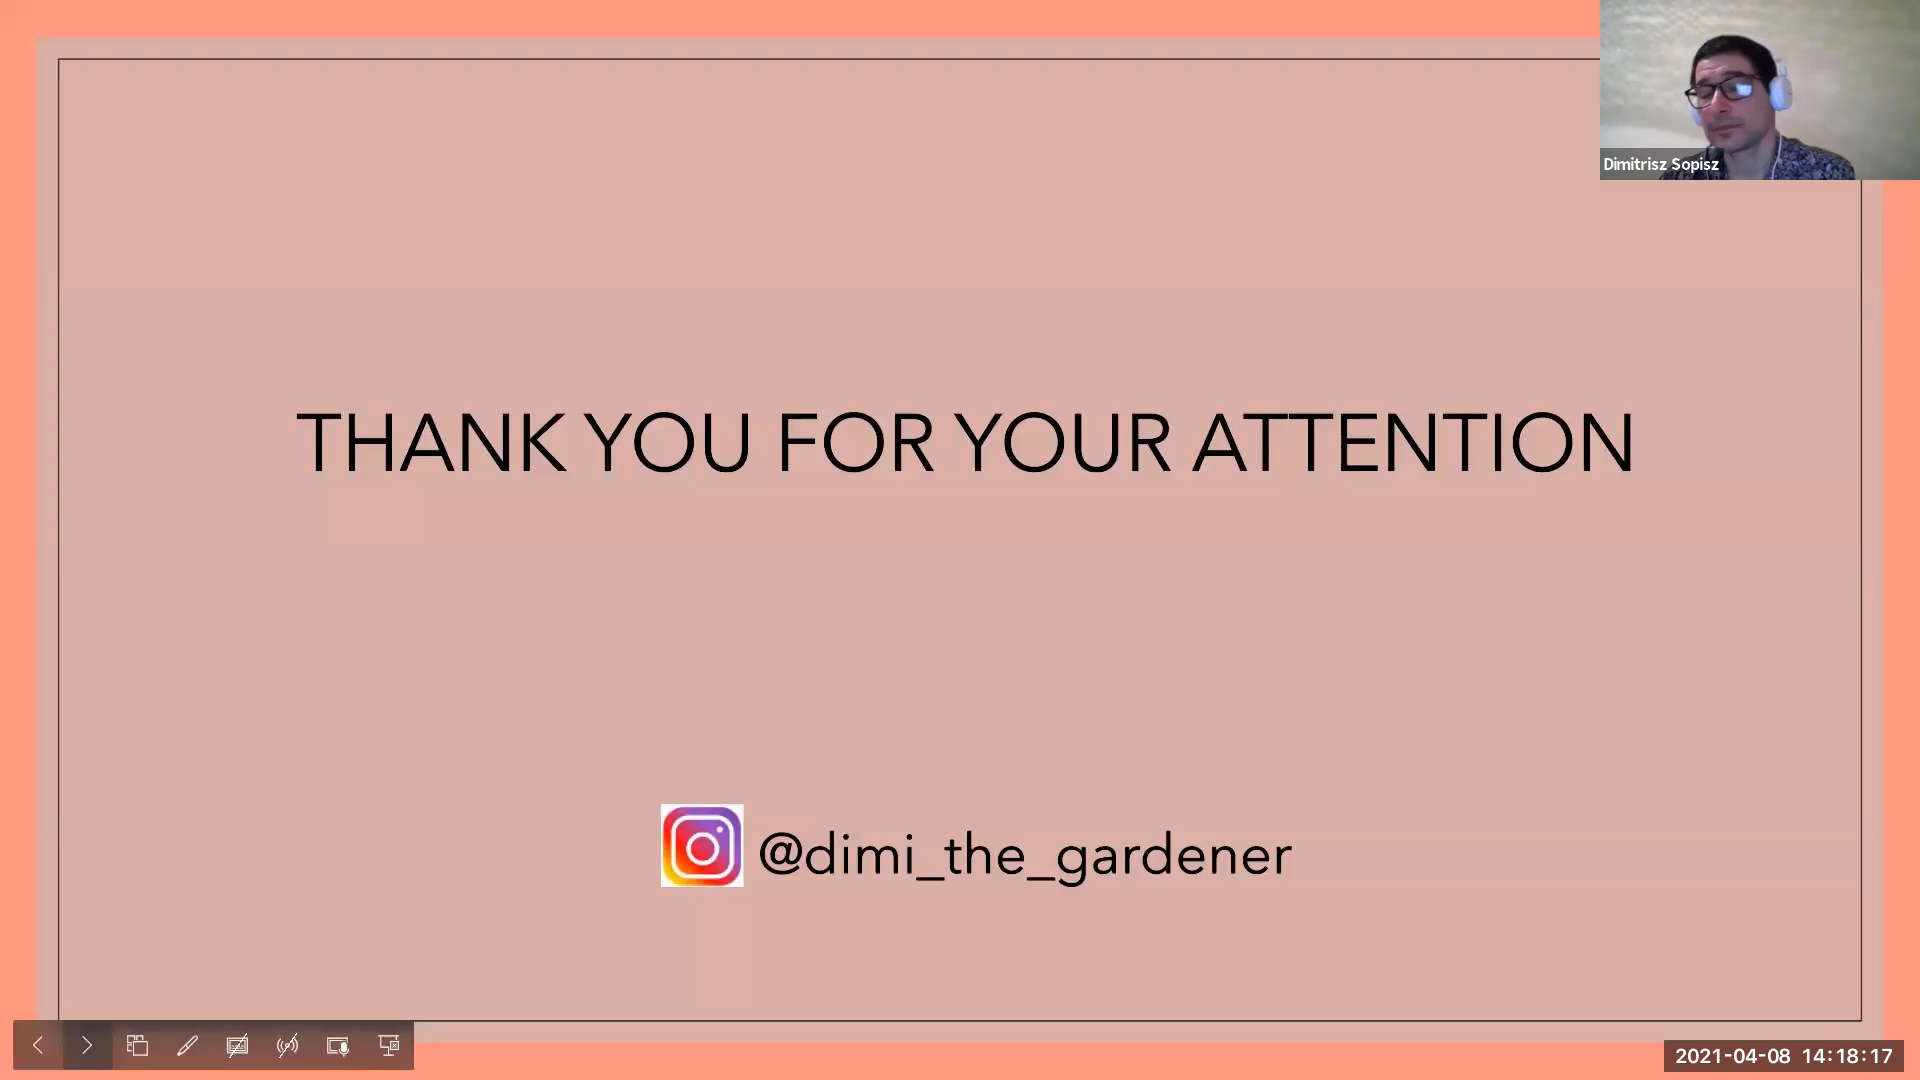 Dimitrisz Sopisz
THANK YOU FOR YOUR ATTENTION
@dimi_the_gardener
2021-04-08 14:18:17